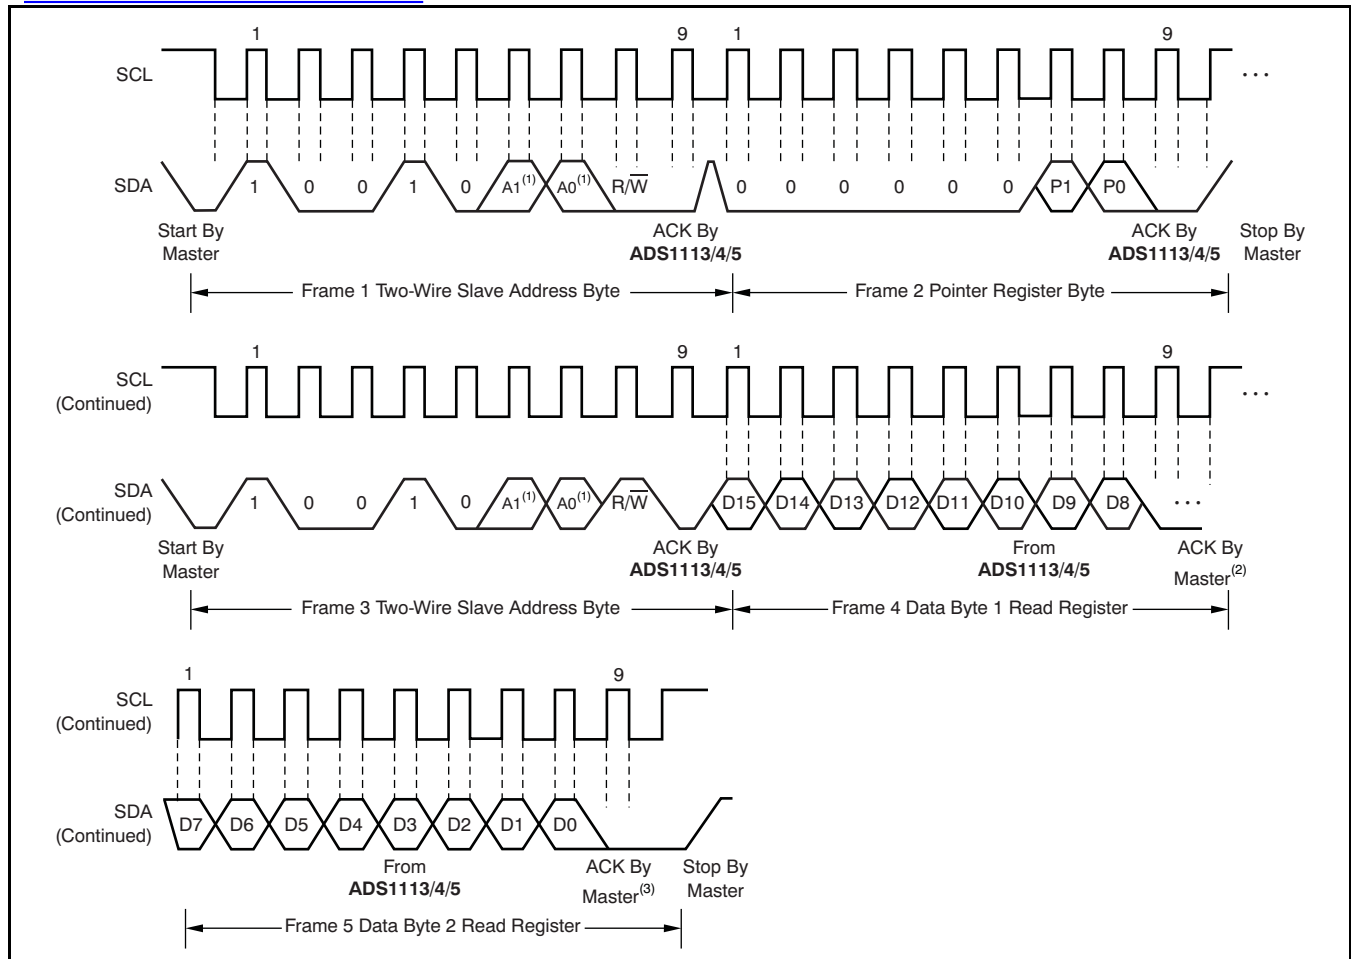 1 9 1 9
SCL ...
SDA 1 0 0 1 0 A1(1) A0(1) R/W 0 0 0 0 0 0 P1 P0
Start By Master
ACK By ADS1113/4/5
ACK By ADS1113/4/5
Stop By Master
Frame 1 Two-Wire Slave Address Byte
Frame 2 Pointer Register Byte
1 9 1 9
SCL (Continued) ...
SDA (Continued) 1 0 0 1 0 A1(1) A0(1) R/W D15 D14 D13 D12 D11 D10 D9 D8 ...
Start By Master
ACK By ADS1113/4/5
From ADS1113/4/5
ACK By Master(2)
Frame 3 Two-Wire Slave Address Byte
Frame 4 Data Byte 1 Read Register
1 9
SCL (Continued)
SDA (Continued) D7 D6 D5 D4 D3 D2 D1 D0
From ADS1113/4/5
ACK By Master(3)
Stop By Master
Frame 5 Data Byte 2 Read Register